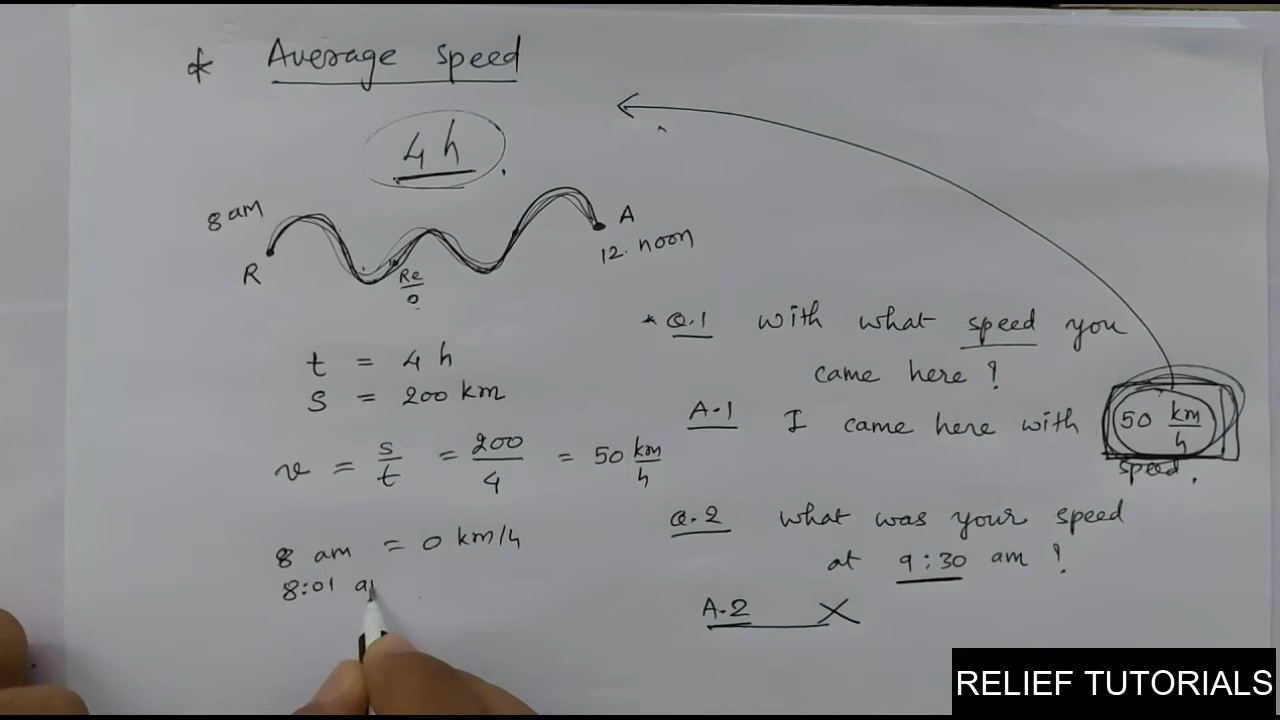 * Average speed
4 h.
8 am
R
Re
0
A
12. noon
t = 4 h
S = 200 km
v = s/t = 200/4 = 50 km/h
8 am = 0 km/h
8:01 a
* Q.1 With what speed you
came here ?
A.1 I came here with 50 km/h
speed.
Q.2 What was your speed
at 9:30 am ?
A.2 X
RELIEF TUTORIALS